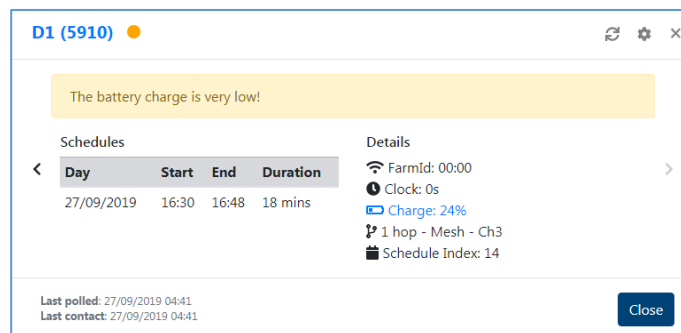 D1 (5910)
The battery charge is very low!
Schedules
Day Start End Duration
27/09/2019 16:30 16:48 18 mins
Details
FarmId: 00:00
Clock: 0s
Charge: 24%
1 hop - Mesh - Ch3
Schedule Index: 14
Last polled: 27/09/2019 04:41
Last contact: 27/09/2019 04:41
Close